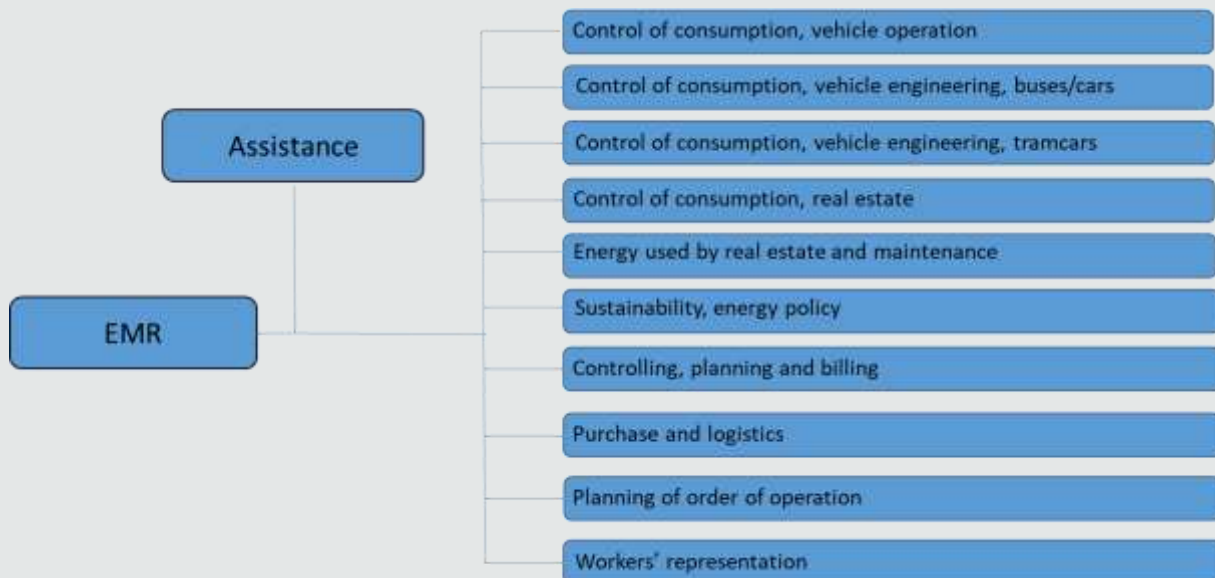 Assistance
EMR
Control of consumption, vehicle operation
Control of consumption, vehicle engineering, buses/cars
Control of consumption, vehicle engineering, tramcars
Control of consumption, real estate
Energy used by real estate and maintenance
Sustainability, energy policy
Controlling, planning and billing
Purchase and logistics
Planning of order of operation
Workers' representation